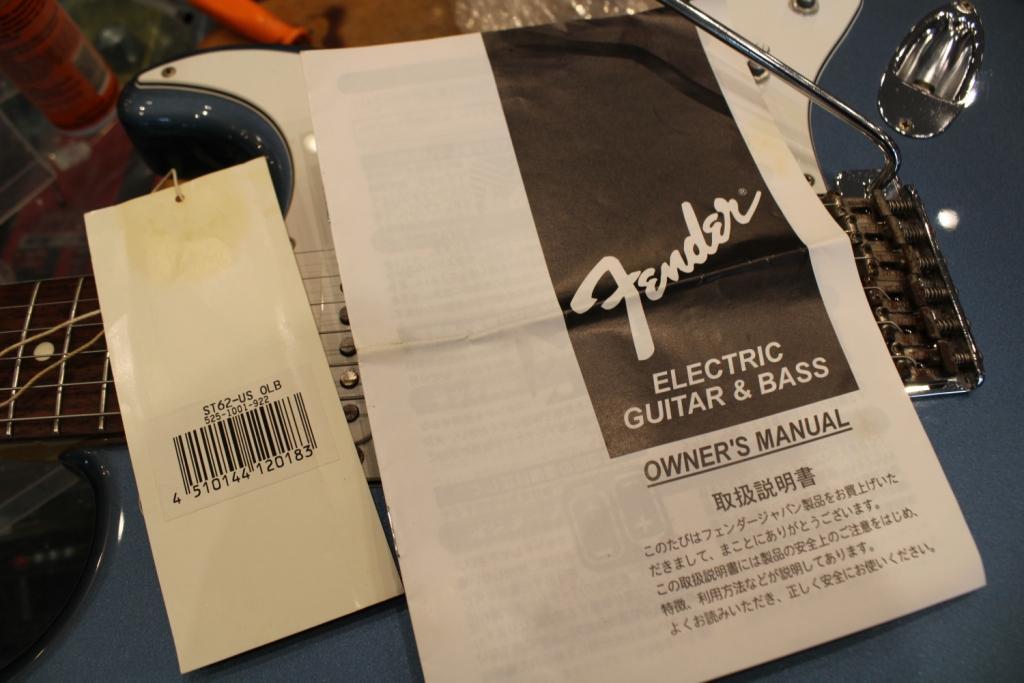 ST62-US OLB
525-1001-922
4 510144 120183
Fender®
ELECTRIC
GUITAR & BASS
OWNER'S MANUAL
取扱説明書
このたびはフェンダージャパン製品をお買上げいた
だきまして、まことにありがとうございます。
この取扱説明書には製品の安全上のご注意をはじめ、
特徴、利用方法などが説明してあります。
よくお読みいただき、正しく安全にお使いください。